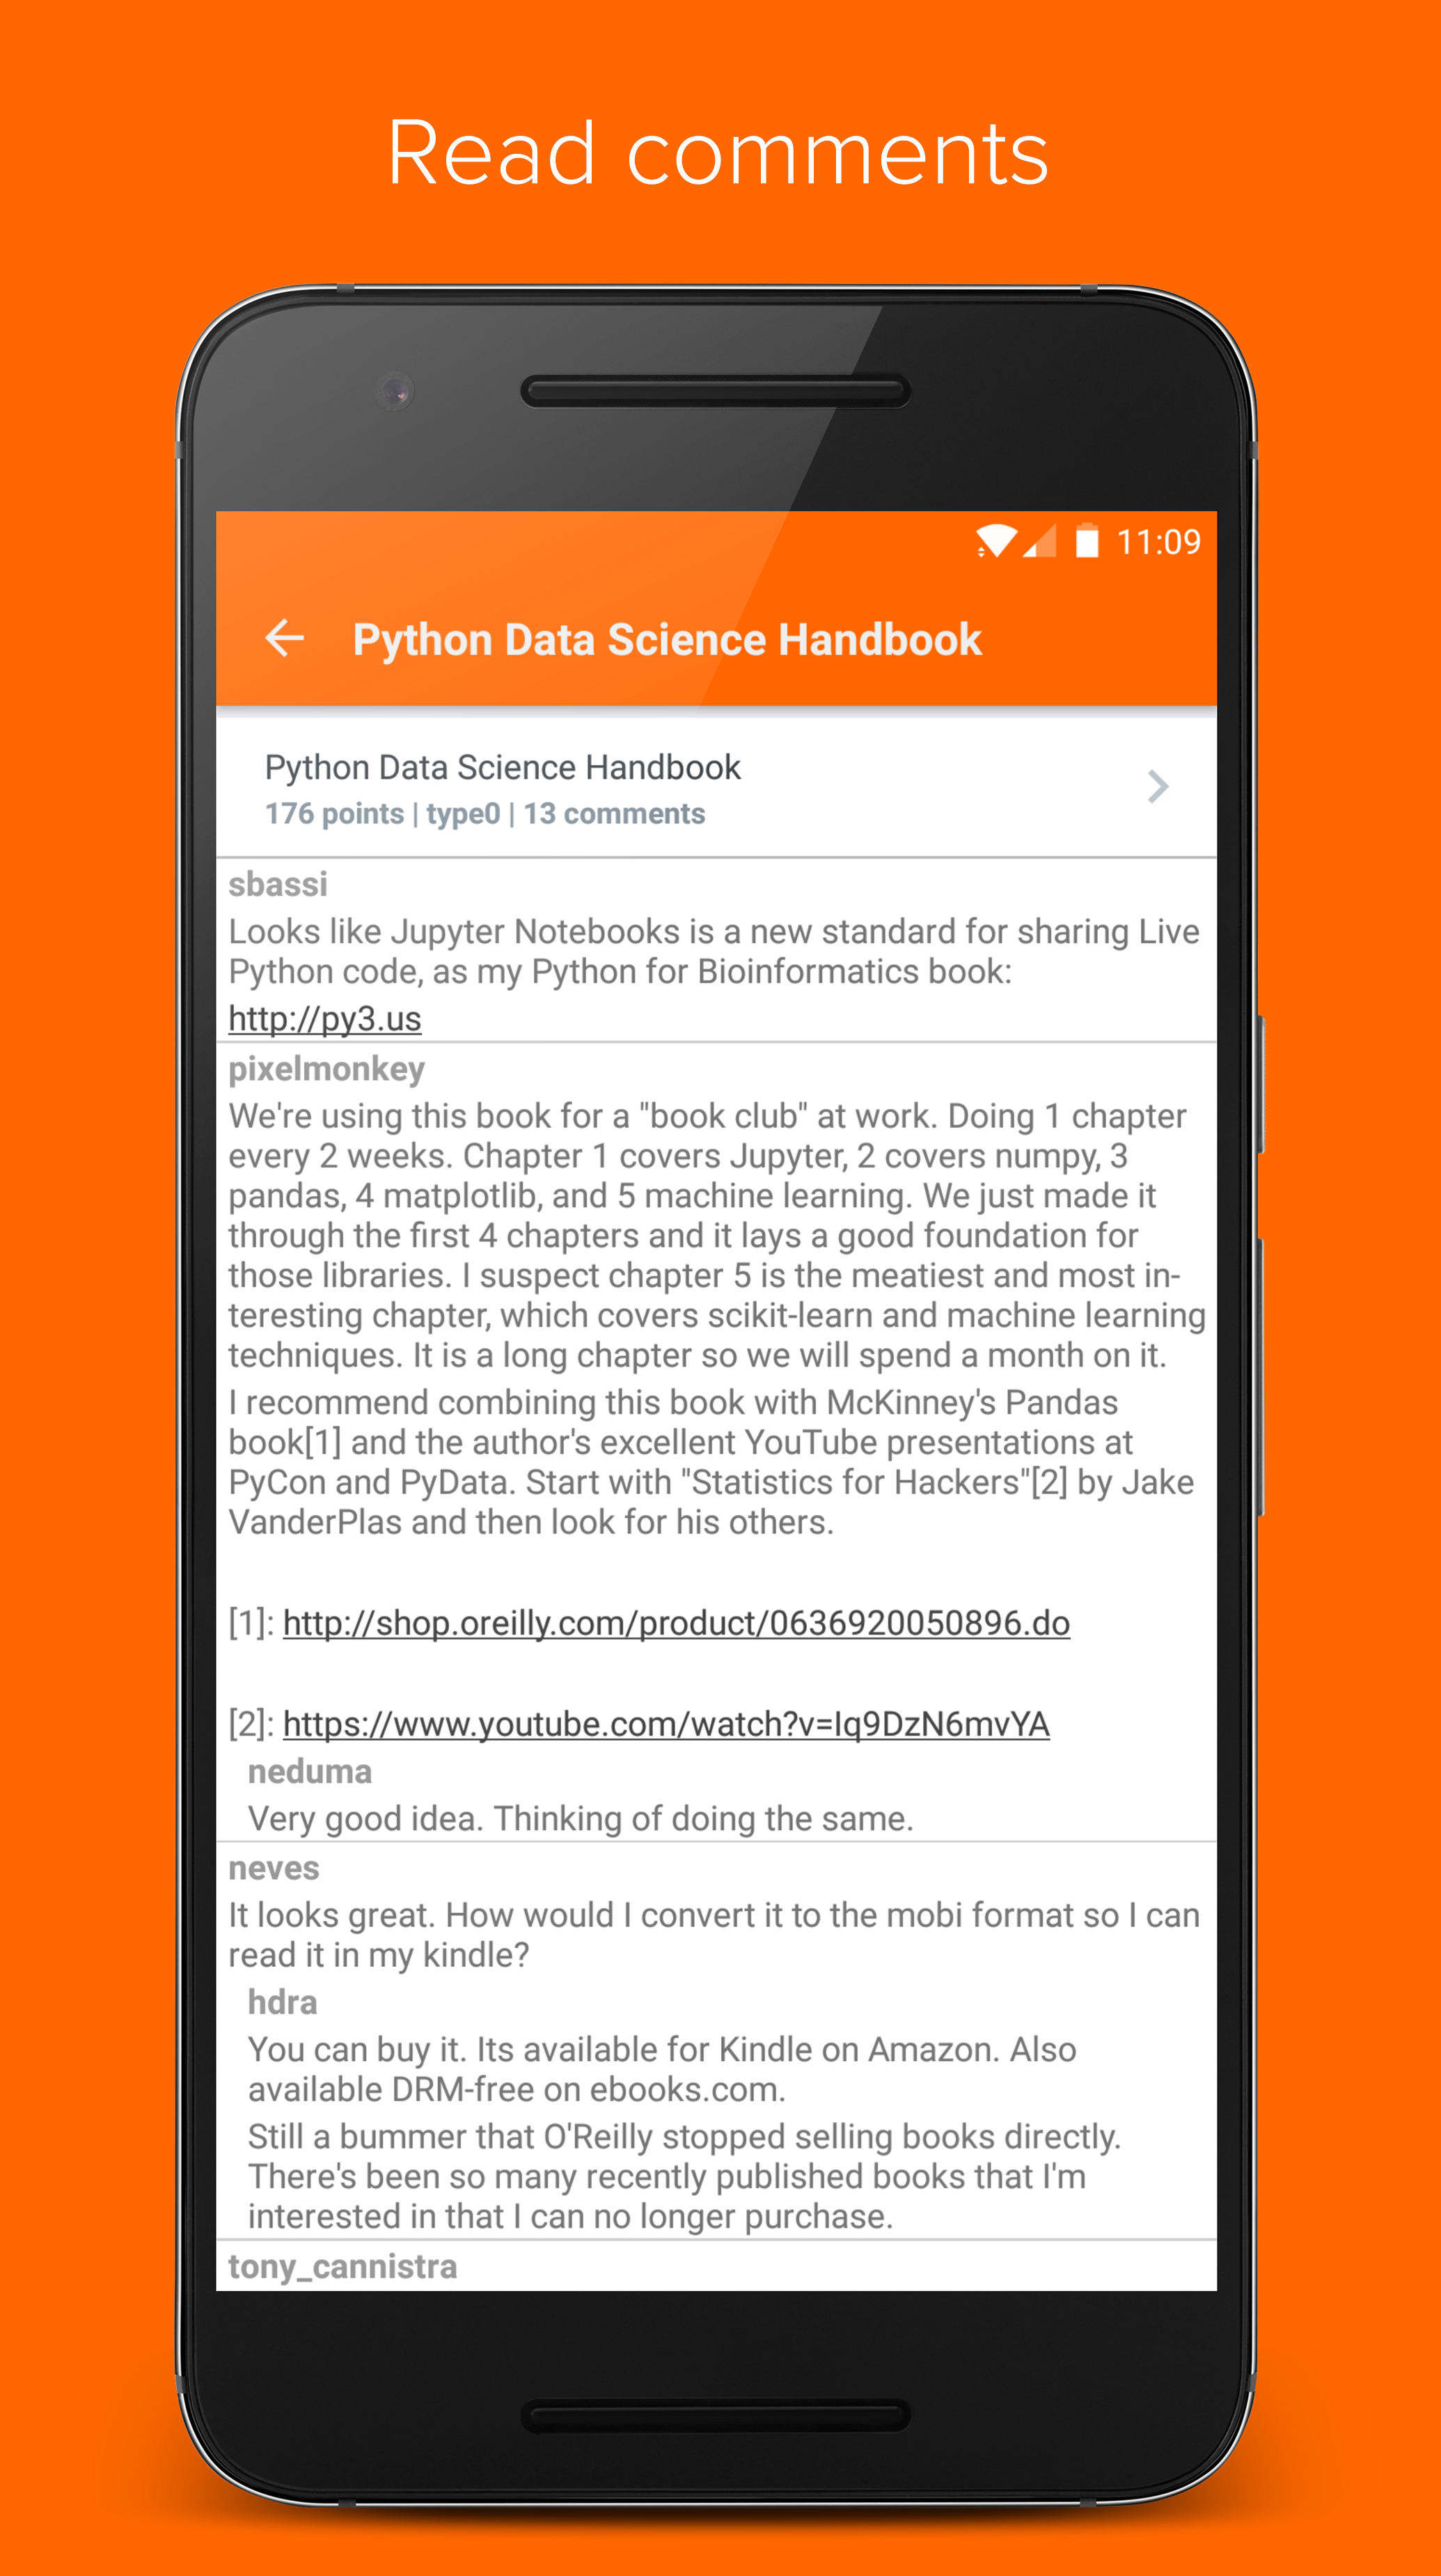 Read comments
11:09
Python Data Science Handbook
Python Data Science Handbook
176 points | type0 | 13 comments
sbassi
Looks like Jupyter Notebooks is a new standard for sharing Live
Python code, as my Python for Bioinformatics book:
http://py3.us
pixelmonkey
We're using this book for a "book club" at work. Doing 1 chapter
every 2 weeks. Chapter 1 covers Jupyter, 2 covers numpy, 3
pandas, 4 matplotlib, and 5 machine learning. We just made it
through the first 4 chapters and it lays a good foundation for
those libraries. I suspect chapter 5 is the meatiest and most in-
teresting chapter, which covers scikit-learn and machine learning
techniques. It is a long chapter so we will spend a month on it.
I recommend combining this book with McKinney's Pandas
book[1] and the author's excellent YouTube presentations at
PyCon and PyData. Start with "Statistics for Hackers"[2] by Jake
VanderPlas and then look for his others.
[1]: http://shop.oreilly.com/product/0636920050896.do
[2]: https://www.youtube.com/watch?v=Iq9DzN6mvYA
neduma
Very good idea. Thinking of doing the same.
neves
It looks great. How would I convert it to the mobi format so I can
read it in my kindle?
hdra
You can buy it. Its available for Kindle on Amazon. Also
available DRM-free on ebooks.com.
Still a bummer that O'Reilly stopped selling books directly.
There's been so many recently published books that I'm
interested in that I can no longer purchase.
tony_cannistra